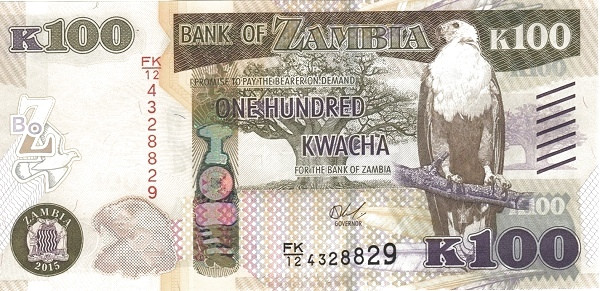 K100
BANK OF ZAMBIA
K100
PROMISE TO PAY THE BEARER ON DEMAND
ONE HUNDRED
KWACHA
FOR THE BANK OF ZAMBIA
FK/12 4328829
BoZ
GOVERNOR
ZAMBIA
2015
FK/12 4328829
K100
K100